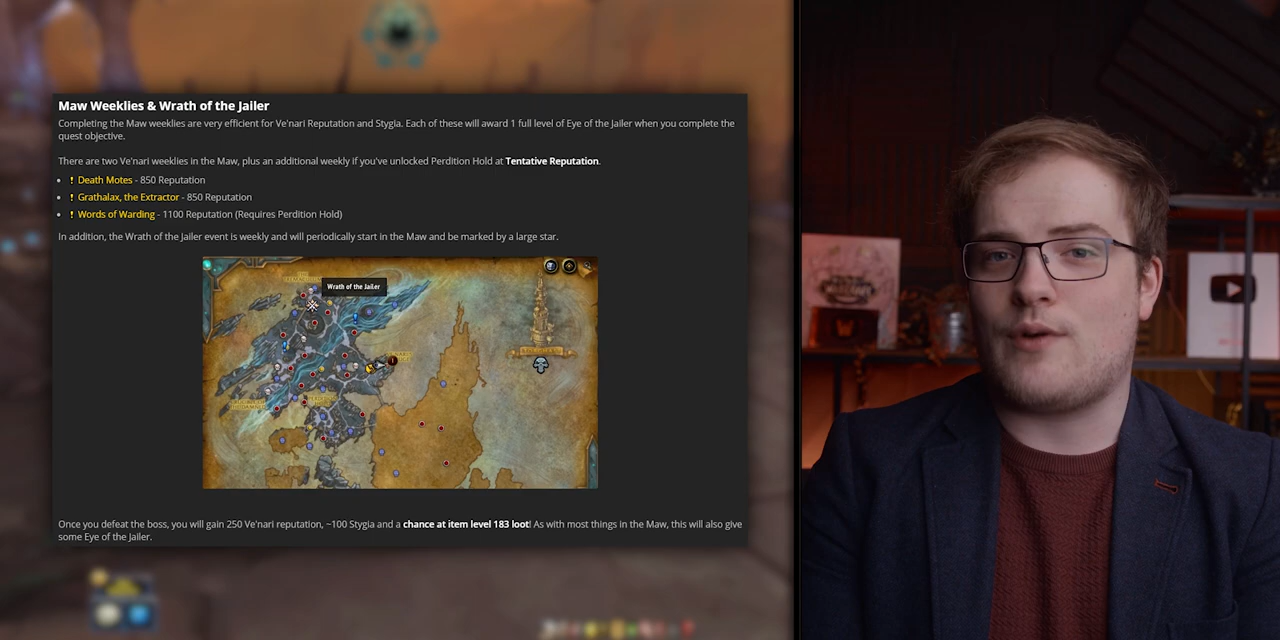 Maw Weeklies & Wrath of the Jailer
Completing the Maw weeklies are very efficient for Ve'nari Reputation and Stygia. Each of these will award 1 full level of Eye of the Jailer when you complete the
quest objective.
There are two Ve'nari weeklies in the Maw, plus an additional weekly if you've unlocked Perdition Hold at Tentative Reputation.
• ! Death Motes - 850 Reputation
• ! Grathalax, the Extractor - 850 Reputation
• ! Words of Warding - 1100 Reputation (Requires Perdition Hold)
In addition, the Wrath of the Jailer event is weekly and will periodically start in the Maw and be marked by a large star.
Wrath of the Jailer
Once you defeat the boss, you will gain 250 Ve'nari reputation, ~100 Stygia and a chance at item level 183 loot! As with most things in the Maw, this will also give
some Eye of the Jailer.